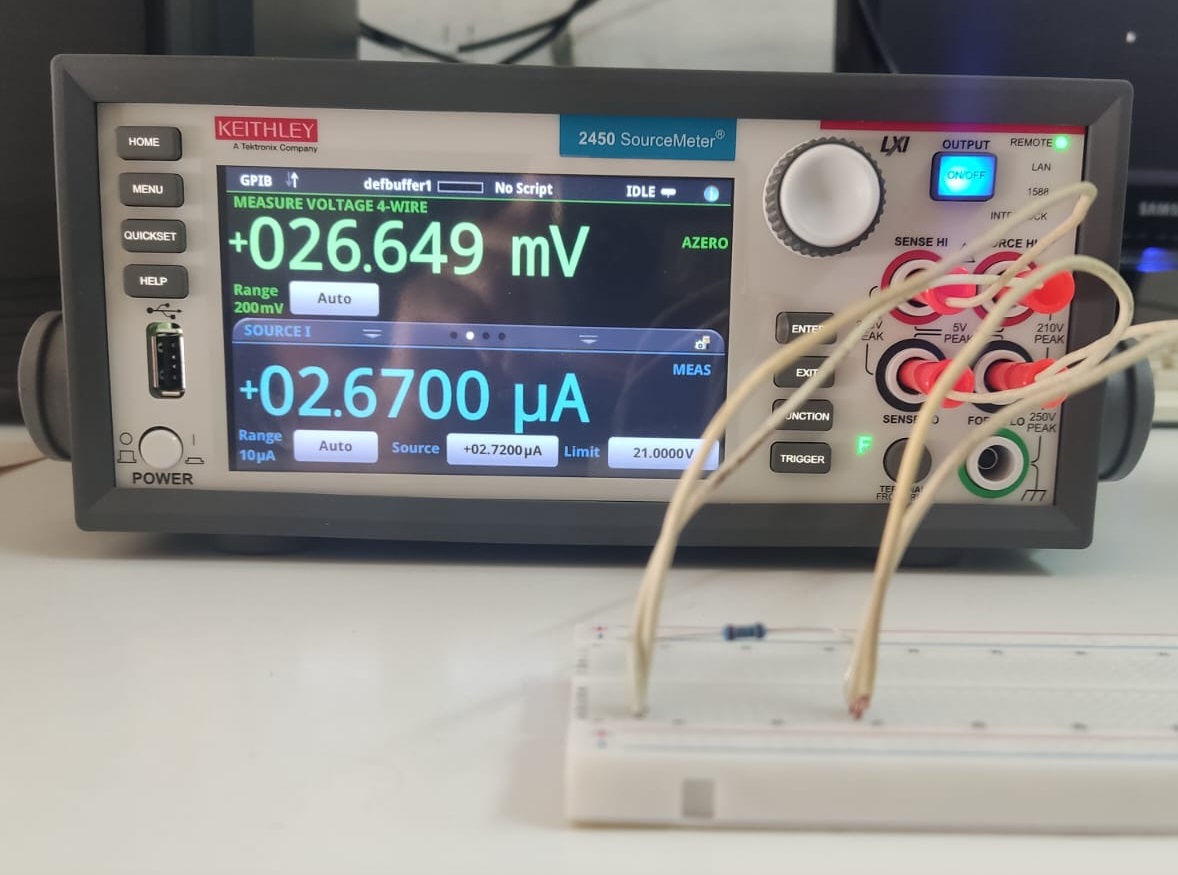 HOME
MENU
QUICKSET
HELP
POWER
KEITHLEY
A Tektronix Company
2450 SourceMeter®
GPIB defbuffer1 No Script IDLE
MEASURE VOLTAGE 4-WIRE
+026.649 mV
AZERO
Range Auto
200mV
SOURCE I
+02.6700 µA
MEAS
Range Auto Source +02.7200µA Limit 21.0000V
10µA
LXI
OUTPUT
ON/OFF
REMOTE
LAN
1588
SENSE HI
5V
PEAK
210V
PEAK
EXIT
250V
PEAK
TRIGGER
F
LO